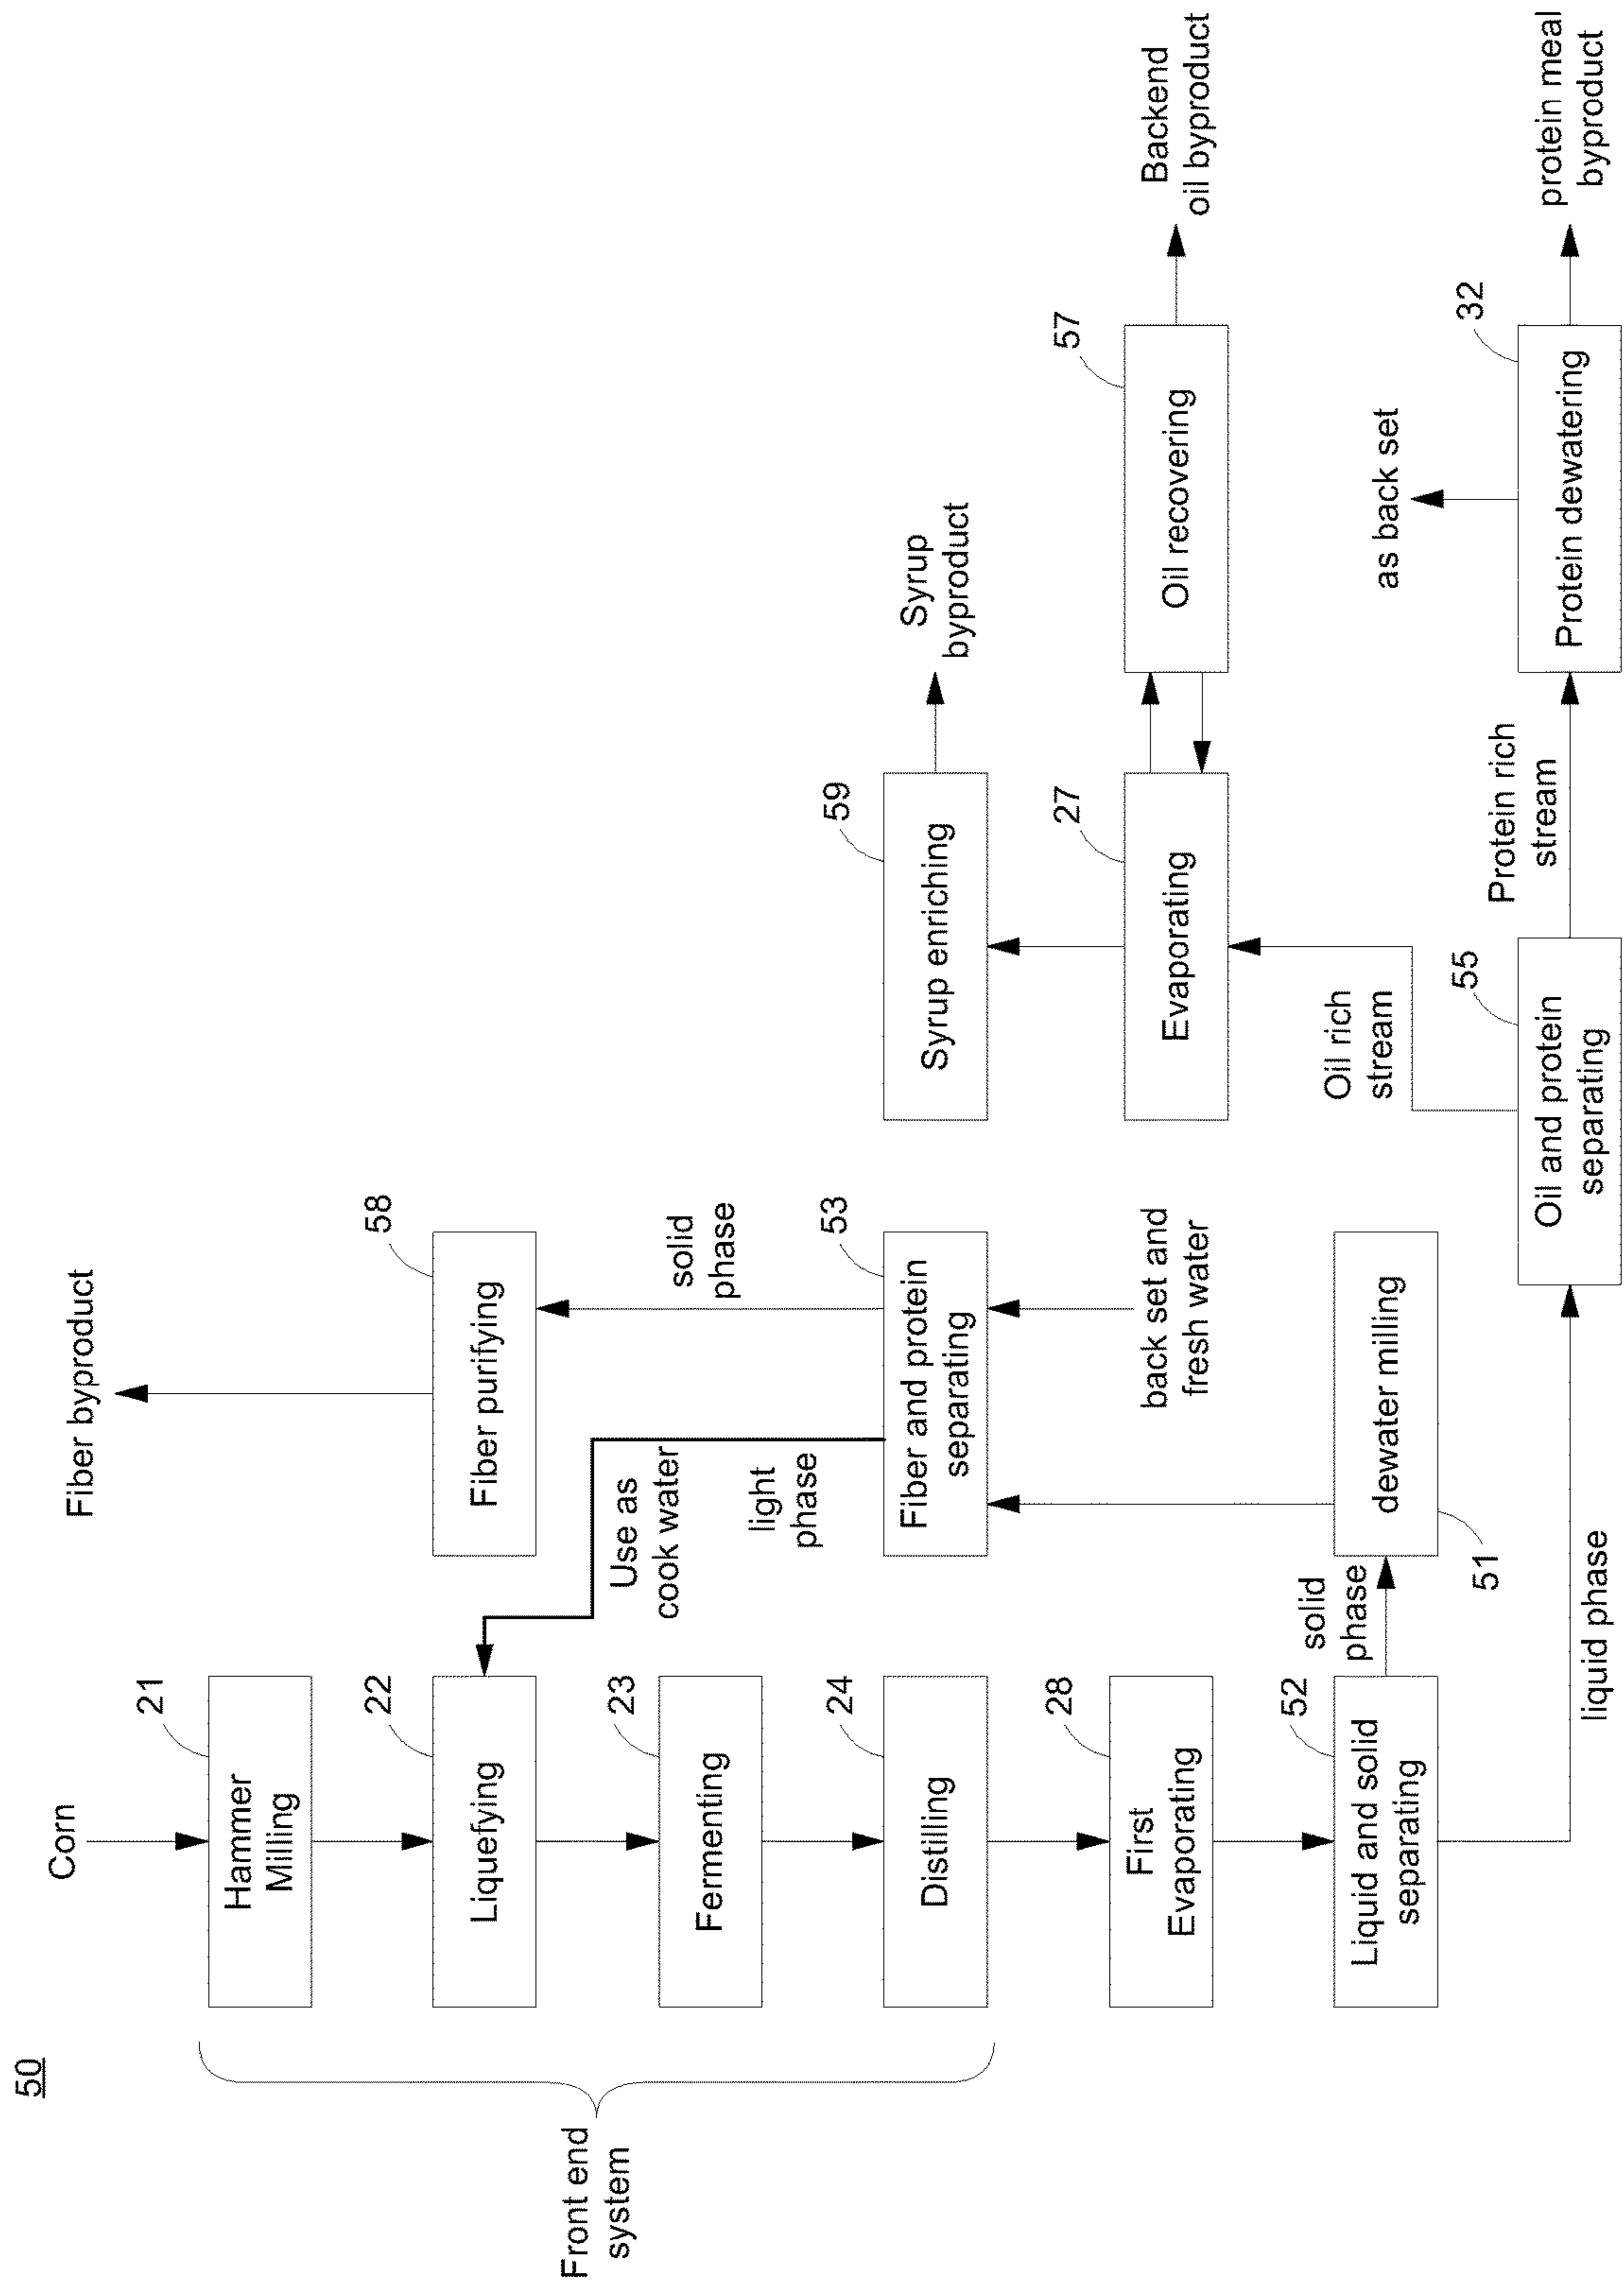 50
Corn
Front end
system
Hammer
Milling
21
Liquefying
22
Fermenting
23
Distilling
24
First
Evaporating
28
Liquid and solid
separating
52
solid
phase
liquid phase
dewater milling
51
Fiber and protein
separating
53
back set and
fresh water
light
phase
Use as
cook water
solid
phase
Fiber purifying
58
Fiber byproduct
Oil and protein
separating
55
Oil rich
stream
Protein rich
stream
Evaporating
27
Syrup enriching
59
Syrup
byproduct
Oil recovering
57
Backend
oil byproduct
Protein dewatering
32
as back set
protein meal
byproduct